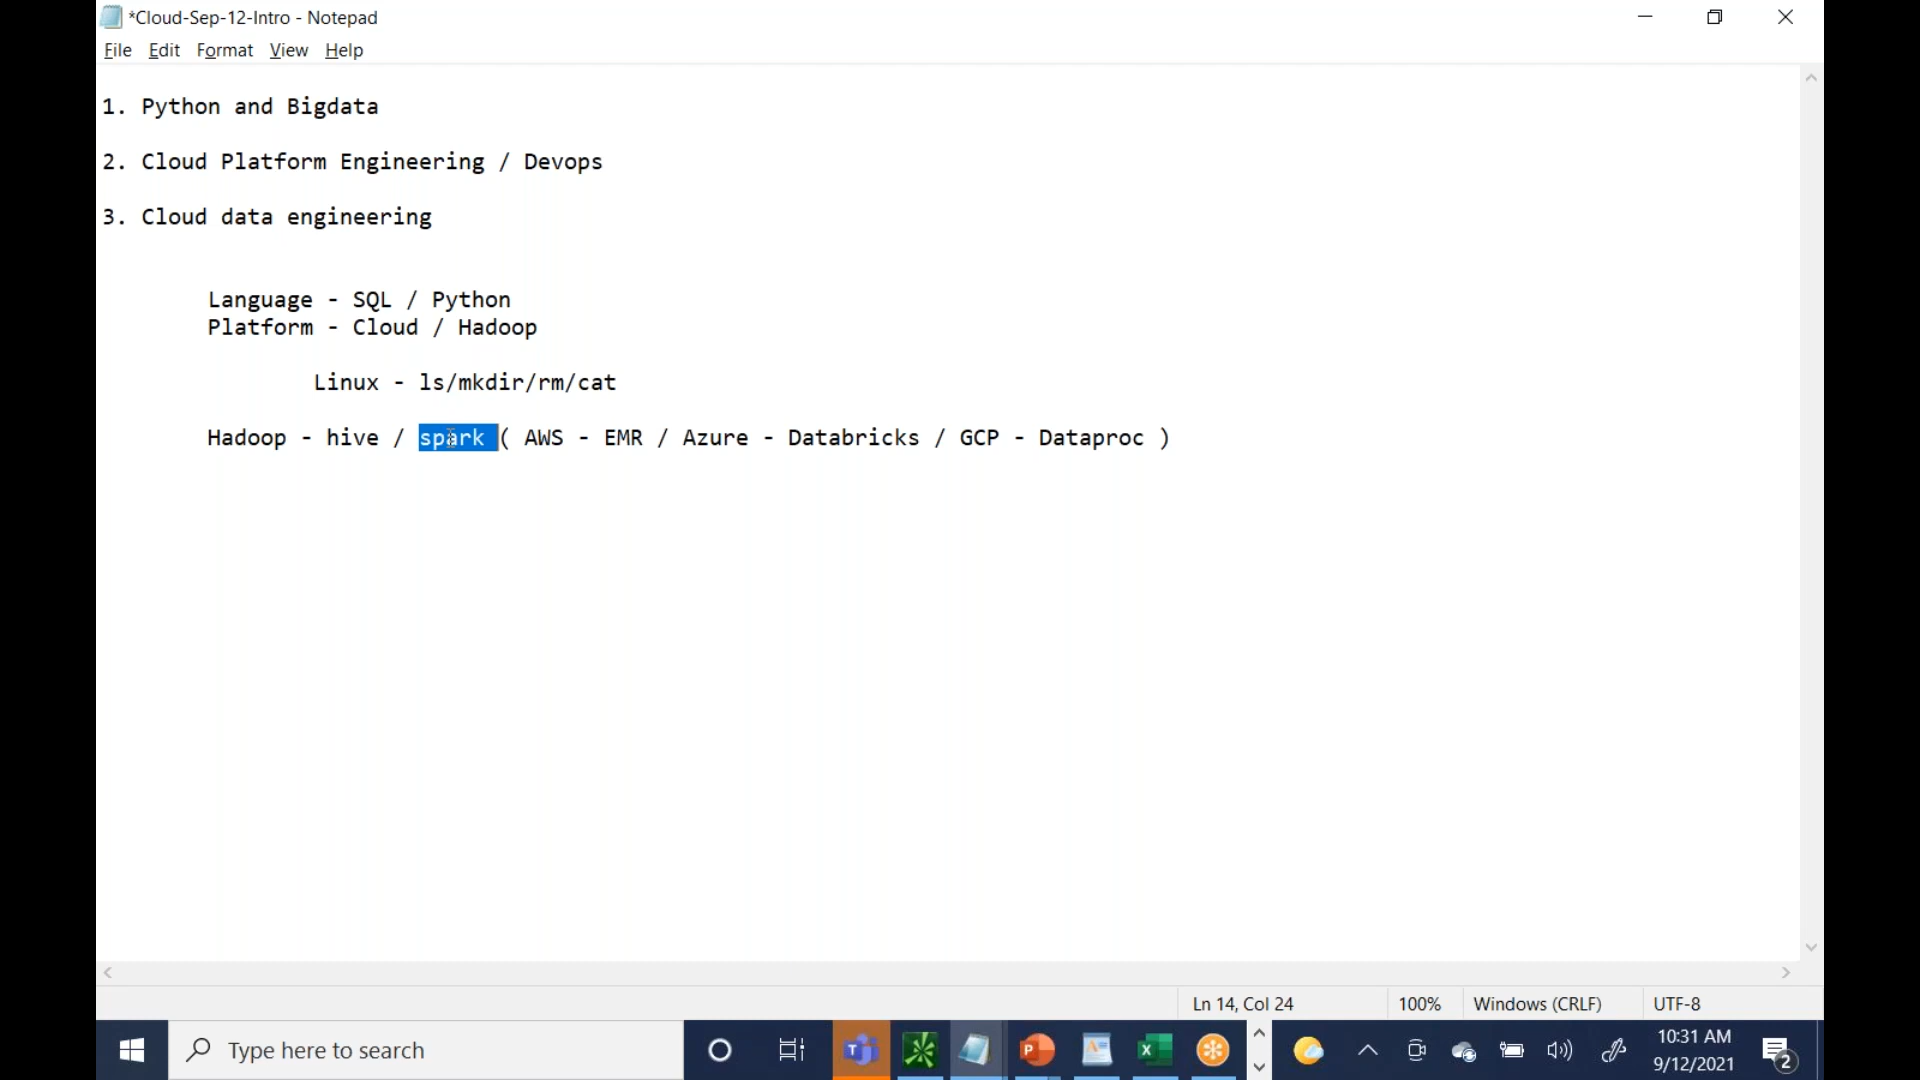 *Cloud-Sep-12-Intro - Notepad
File Edit Format View Help
1. Python and Bigdata
2. Cloud Platform Engineering / Devops
3. Cloud data engineering
Language - SQL / Python
Platform - Cloud / Hadoop
Linux - ls/mkdir/rm/cat
Hadoop - hive / spark ( AWS - EMR / Azure - Databricks / GCP - Dataproc )
Ln 14, Col 24 100% Windows (CRLF) UTF-8
Type here to search
10:31 AM
9/12/2021
2